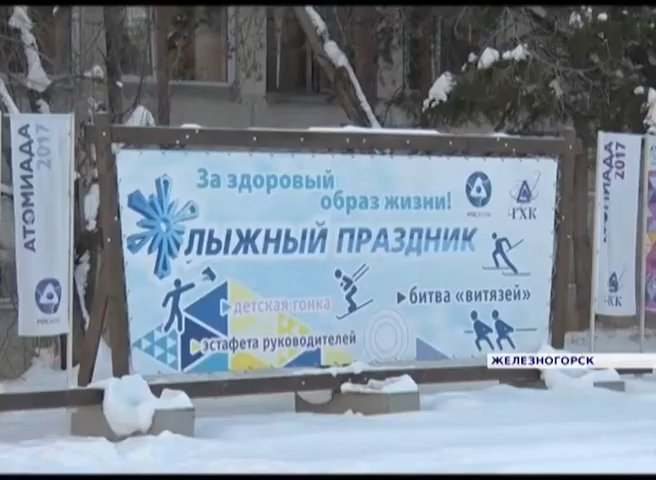 АТОМИАДА
2017
За здоровый
образ жизни!
РОСАТОМ
ГХК
ЛЫЖНЫЙ ПРАЗДНИК
детская гонка
битва «витязей»
эстафета руководителей
АТОМИАДА
2017
РОСАТОМ
ГХК
ЖЕЛЕЗНОГОРСК